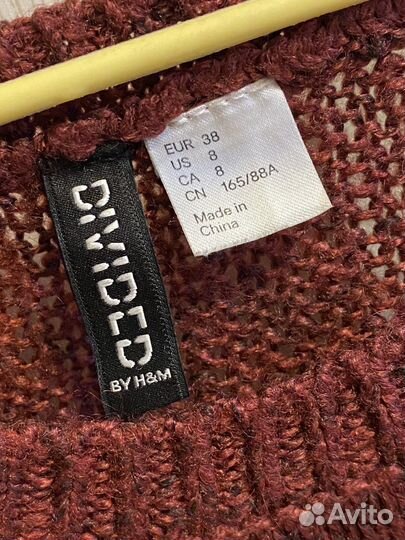 EUR 38
US 8
CA 8
CN 165/88A
Made in
China
DIVIDED
BY H&M
Avito